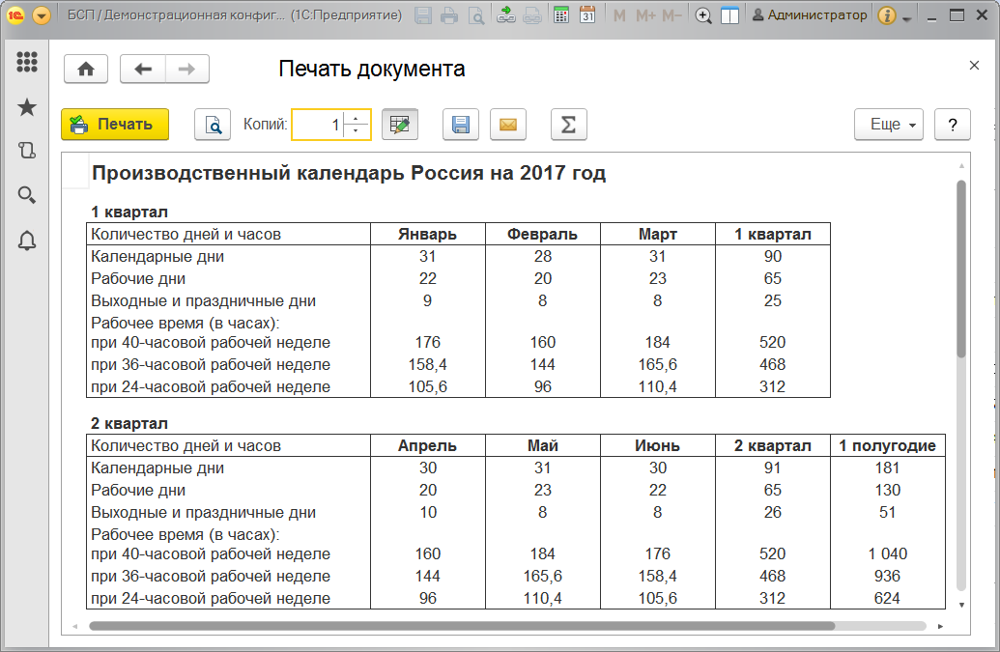 1С БСП / Демонстрационная конфиг... (1С:Предприятие) 31 M M+ M- Администратор i
Печать документа
Печать Копий: 1 Σ Еще ?
Производственный календарь Россия на 2017 год
1 квартал
Количество дней и часов Январь Февраль Март 1 квартал
Календарные дни 31 28 31 90
Рабочие дни 22 20 23 65
Выходные и праздничные дни 9 8 8 25
Рабочее время (в часах):
при 40-часовой рабочей неделе 176 160 184 520
при 36-часовой рабочей неделе 158,4 144 165,6 468
при 24-часовой рабочей неделе 105,6 96 110,4 312
2 квартал
Количество дней и часов Апрель Май Июнь 2 квартал 1 полугодие
Календарные дни 30 31 30 91 181
Рабочие дни 20 23 22 65 130
Выходные и праздничные дни 10 8 8 26 51
Рабочее время (в часах):
при 40-часовой рабочей неделе 160 184 176 520 1 040
при 36-часовой рабочей неделе 144 165,6 158,4 468 936
при 24-часовой рабочей неделе 96 110,4 105,6 312 624